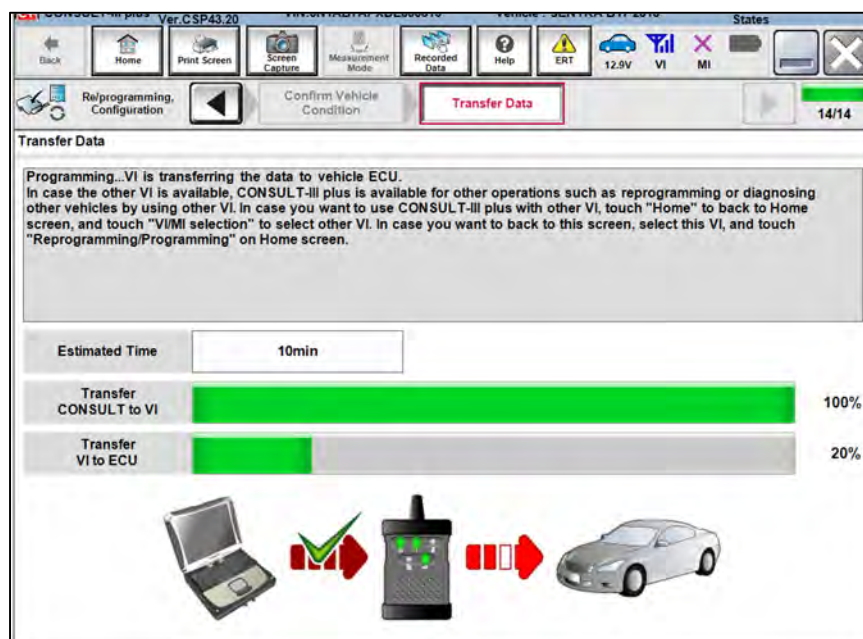 Ver.CSP43.20
States
Back
Home
Print Screen
Screen
Capture
Measurement
Mode
Recorded
Data
Help
ERT
12.9V
VI
MI
Re/programming,
Configuration
Confirm Vehicle
Condition
Transfer Data
14/14
Transfer Data
Programming...VI is transferring the data to vehicle ECU.
In case the other VI is available, CONSULT-III plus is available for other operations such as reprogramming or diagnosing
other vehicles by using other VI. In case you want to use CONSULT-III plus with other VI, touch "Home" to back to Home
screen, and touch "VI/MI selection" to select other VI. In case you want to back to this screen, select this VI, and touch
"Reprogramming/Programming" on Home screen.
Estimated Time
10min
Transfer
CONSULT to VI
100%
Transfer
VI to ECU
20%